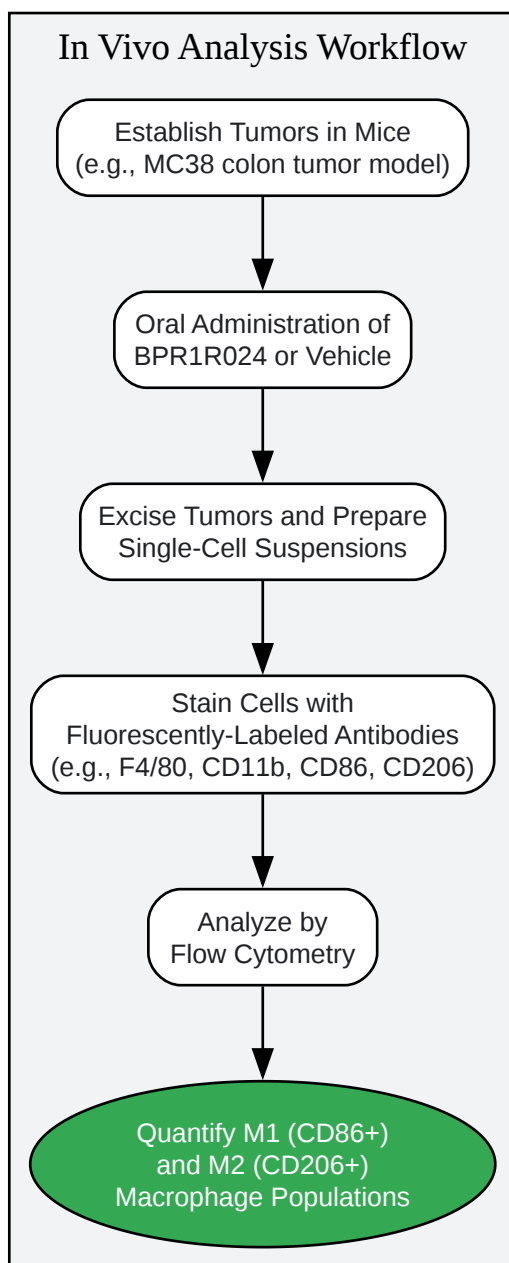 In Vivo Analysis Workflow
Establish Tumors in Mice
(e.g., MC38 colon tumor model)
Oral Administration of
BPR1R024 or Vehicle
Excise Tumors and Prepare
Single-Cell Suspensions
Stain Cells with
Fluorescently-Labeled Antibodies
(e.g., F4/80, CD11b, CD86, CD206)
Analyze by
Flow Cytometry
Quantify M1 (CD86+)
and M2 (CD206+)
Macrophage Populations